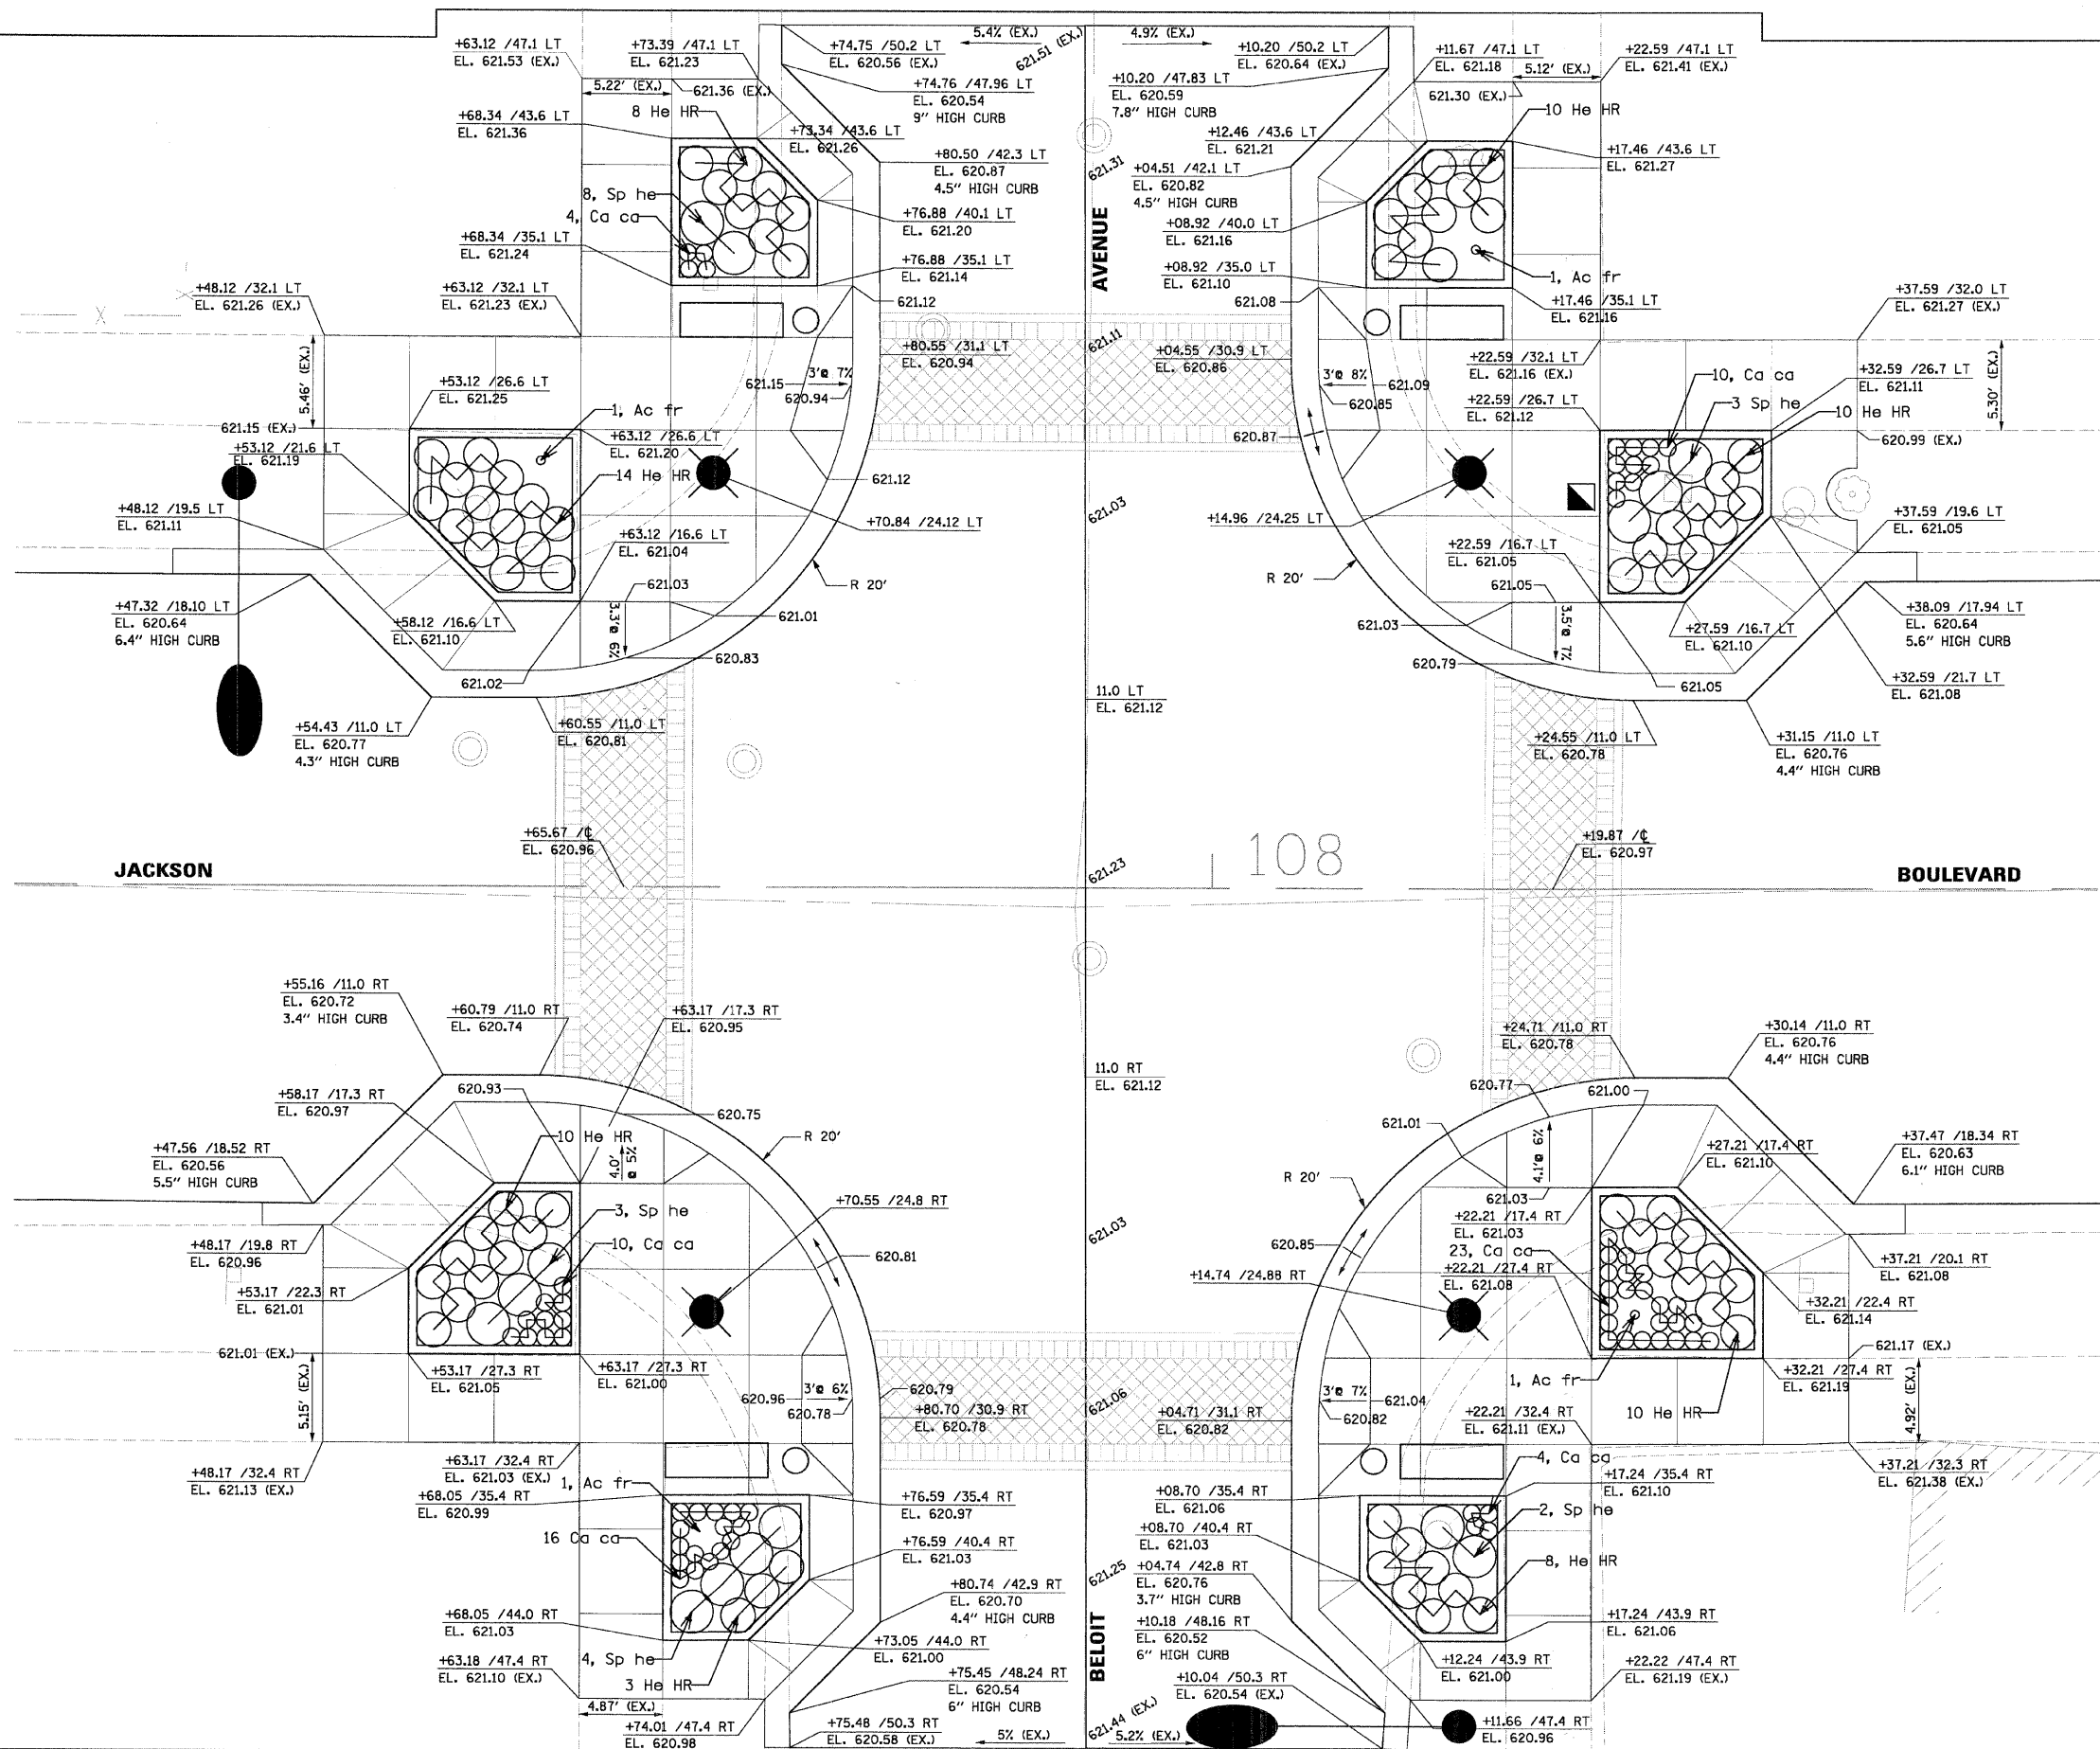 +63.12 /47.1 LT
EL. 621.53 (EX.)
+73.39 /47.1 LT
EL. 621.23
+74.75 /50.2 LT
EL. 620.56 (EX.)
5.4% (EX.)
621.51 (EX.)
4.9% (EX.)
+10.20 /50.2 LT
EL. 620.64 (EX.)
+11.67 /47.1 LT
EL. 621.18
5.12' (EX.)
+22.59 /47.1 LT
EL. 621.41 (EX.)
5.22' (EX.)
621.36 (EX.)
+74.76 /47.96 LT
EL. 620.54
9" HIGH CURB
+10.20 /47.83 LT
EL. 620.59
7.8" HIGH CURB
621.30 (EX.)
8 He HR
10 He HR
+68.34 /43.6 LT
EL. 621.36
+73.34 /43.6 LT
EL. 621.26
+12.46 /43.6 LT
EL. 621.21
+17.46 /43.6 LT
EL. 621.27
+80.50 /42.3 LT
EL. 620.87
4.5" HIGH CURB
621.31
+04.51 /42.1 LT
EL. 620.82
4.5" HIGH CURB
8, Sp he
4, Ca ca
+76.88 /40.1 LT
EL. 621.20
AVENUE
+08.92 /40.0 LT
EL. 621.16
+68.34 /35.1 LT
EL. 621.24
+76.88 /35.1 LT
EL. 621.14
+08.92 /35.0 LT
EL. 621.10
1, Ac fr
+48.12 /32.1 LT
EL. 621.26 (EX.)
+63.12 /32.1 LT
EL. 621.23 (EX.)
621.12
621.08
+17.46 /35.1 LT
EL. 621.16
+37.59 /32.0 LT
EL. 621.27 (EX.)
X
5.46' (EX.)
+80.55 /31.1 LT
EL. 620.94
621.11
+04.55 /30.9 LT
EL. 620.86
+22.59 /32.1 LT
EL. 621.16 (EX.)
5.30' (EX.)
+53.12 /26.6 LT
EL. 621.25
621.15
3'@ 7%
620.94
3'@ 8%
621.09
620.85
10, Ca ca
3 Sp he
10 He HR
+32.59 /26.7 LT
EL. 621.11
1, Ac fr
+22.59 /26.7 LT
EL. 621.12
621.15 (EX.)
+53.12 /21.6 LT
EL. 621.19
+63.12 /26.6 LT
EL. 621.20
620.87
620.99 (EX.)
14 He HR
621.12
+48.12 /19.5 LT
EL. 621.11
+70.84 /24.12 LT
621.03
+14.96 /24.25 LT
+37.59 /19.6 LT
EL. 621.05
+63.12 /16.6 LT
EL. 621.04
+22.59 /16.7 LT
EL. 621.05
621.03
R 20'
R 20'
621.05
+47.32 /18.10 LT
EL. 620.64
6.4" HIGH CURB
+58.12 /16.6 LT
EL. 621.10
3.3'@ 6%
621.01
621.03
3.5'@ 7%
+27.59 /16.7 LT
EL. 621.10
+38.09 /17.94 LT
EL. 620.64
5.6" HIGH CURB
620.83
620.79
621.02
621.05
+32.59 /21.7 LT
EL. 621.08
11.0 LT
EL. 621.12
+54.43 /11.0 LT
EL. 620.77
4.3" HIGH CURB
+60.55 /11.0 LT
EL. 620.81
+24.55 /11.0 LT
EL. 620.78
+31.15 /11.0 LT
EL. 620.76
4.4" HIGH CURB
+65.67 /℄
EL. 620.96
108
+19.87 /℄
EL. 620.97
JACKSON
621.23
BOULEVARD
+55.16 /11.0 RT
EL. 620.72
3.4" HIGH CURB
+60.79 /11.0 RT
EL. 620.74
+63.17 /17.3 RT
EL. 620.95
+24.71 /11.0 RT
EL. 620.78
+30.14 /11.0 RT
EL. 620.76
4.4" HIGH CURB
11.0 RT
EL. 621.12
+58.17 /17.3 RT
EL. 620.97
620.93
620.75
620.77
621.00
+47.56 /18.52 RT
EL. 620.56
5.5" HIGH CURB
10 He HR
4.0' @ 5%
R 20'
621.01
4.1'@ 6%
+27.21 /17.4 RT
EL. 621.10
+37.47 /18.34 RT
EL. 620.63
6.1" HIGH CURB
R 20'
+70.55 /24.8 RT
621.03
3, Sp he
+22.21 /17.4 RT
EL. 621.03
+48.17 /19.8 RT
EL. 620.96
10, Ca ca
621.03
620.85
23, Ca ca
620.81
+14.74 /24.88 RT
+22.21 /27.4 RT
EL. 621.08
+37.21 /20.1 RT
EL. 621.08
+53.17 /22.3 RT
EL. 621.01
+32.21 /22.4 RT
EL. 621.14
621.01 (EX.)
621.17 (EX.)
+53.17 /27.3 RT
EL. 621.05
+63.17 /27.3 RT
EL. 621.00
1, Ac fr
+32.21 /27.4 RT
EL. 621.19
5.15' (EX.)
620.96
3'@ 6%
620.78
620.79
+80.70 /30.9 RT
EL. 620.78
621.06
+04.71 /31.1 RT
EL. 620.82
3'@ 7%
621.04
620.82
+22.21 /32.4 RT
EL. 621.11 (EX.)
10 He HR
4.92' (EX.)
+48.17 /32.4 RT
EL. 621.13 (EX.)
+63.17 /32.4 RT
EL. 621.03 (EX.)
4, Ca ca
+37.21 /32.3 RT
EL. 621.38 (EX.)
1, Ac fr
+68.05 /35.4 RT
EL. 620.99
+76.59 /35.4 RT
EL. 620.97
+08.70 /35.4 RT
EL. 621.06
+17.24 /35.4 RT
EL. 621.10
2, Sp he
16 Ca ca
+76.59 /40.4 RT
EL. 621.03
+08.70 /40.4 RT
EL. 621.03
8, He HR
621.25
+04.74 /42.8 RT
EL. 620.76
3.7" HIGH CURB
+80.74 /42.9 RT
EL. 620.70
4.4" HIGH CURB
+68.05 /44.0 RT
EL. 621.03
BELOIT
+10.18 /48.16 RT
EL. 620.52
6" HIGH CURB
+17.24 /43.9 RT
EL. 621.06
+73.05 /44.0 RT
EL. 621.00
+63.18 /47.4 RT
EL. 621.10 (EX.)
4, Sp he
3 He HR
+75.45 /48.24 RT
EL. 620.54
6" HIGH CURB
+12.24 /43.9 RT
EL. 621.00
+22.22 /47.4 RT
EL. 621.19 (EX.)
+10.04 /50.3 RT
EL. 620.54 (EX.)
4.87' (EX.)
+74.01 /47.4 RT
EL. 620.98
+75.48 /50.3 RT
EL. 620.58 (EX.)
5% (EX.)
621.44 (EX.)
5.2% (EX.)
+11.66 /47.4 RT
EL. 620.96